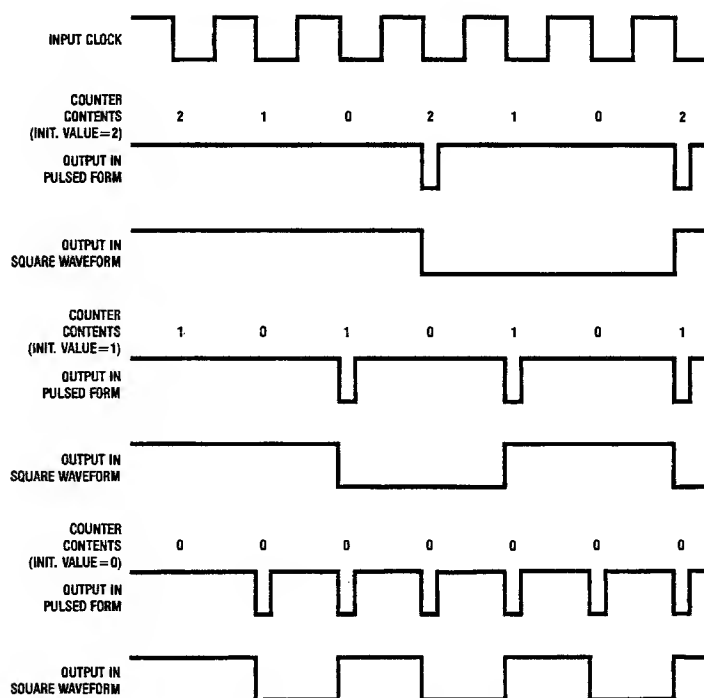 INPUT CLOCK
COUNTER
CONTENTS
(INIT. VALUE=2)
2 1 0 2 1 0 2
OUTPUT IN
PULSED FORM
OUTPUT IN
SQUARE WAVEFORM
COUNTER
CONTENTS
(INIT. VALUE=1)
1 0 1 0 1 0 1
OUTPUT IN
PULSED FORM
OUTPUT IN
SQUARE WAVEFORM
COUNTER
CONTENTS
(INIT. VALUE=0)
0 0 0 0 0 0 0
OUTPUT IN
PULSED FORM
OUTPUT IN
SQUARE WAVEFORM